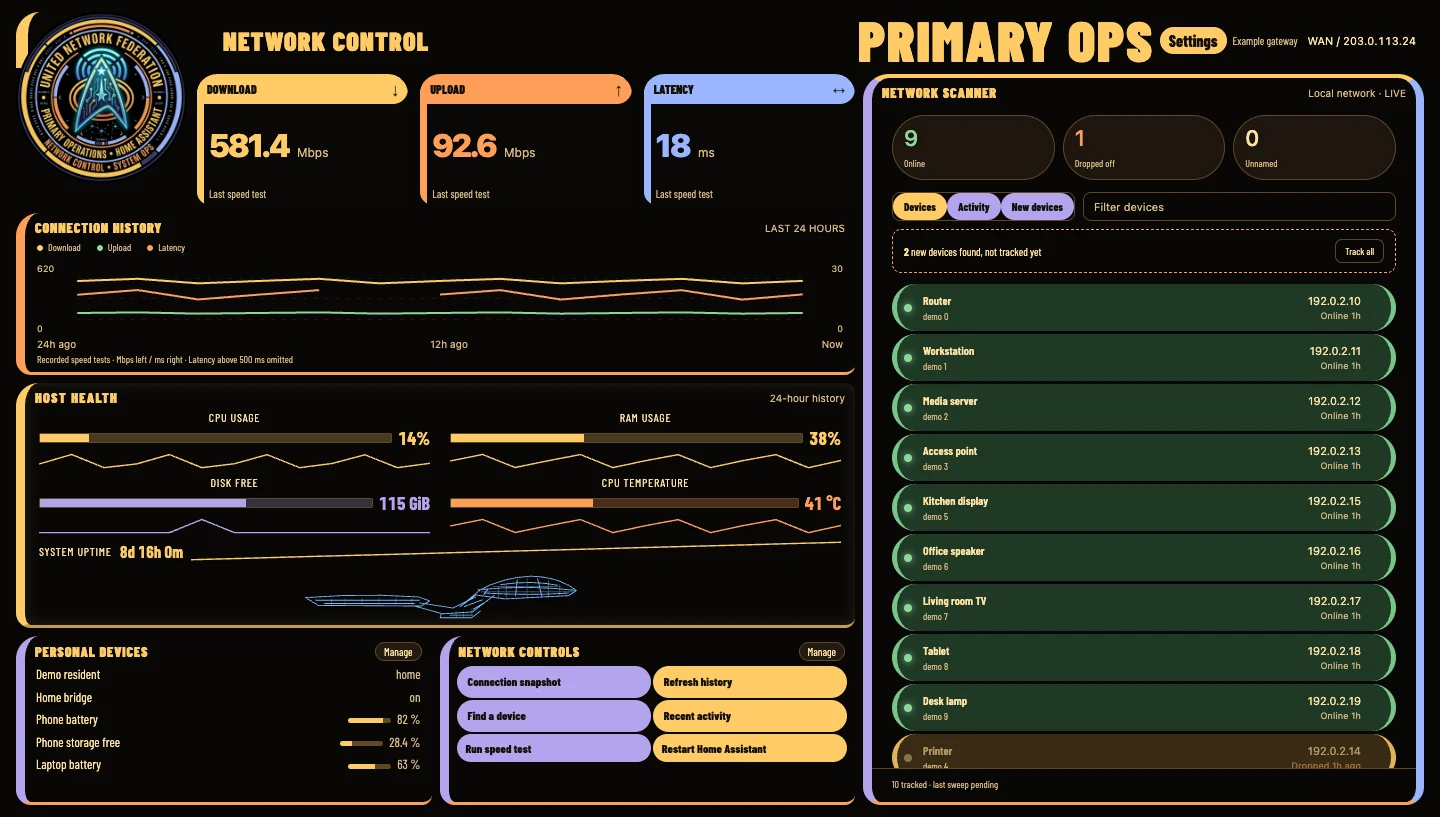 UNITED NETWORK FEDERATION
PRIMARY OPERATIONS • HOME ASSISTANT
NETWORK CONTROL • SYSTEM OPS
NETWORK CONTROL
PRIMARY OPS
Settings
Example gateway
WAN / 203.0.113.24
DOWNLOAD ↓
581.4 Mbps
Last speed test
UPLOAD ↑
92.6 Mbps
Last speed test
LATENCY ↔
18 ms
Last speed test
CONNECTION HISTORY
LAST 24 HOURS
Download Upload Latency
620 30
0 0
24h ago 12h ago Now
Recorded speed tests · Mbps left / ms right · Latency above 500 ms omitted
HOST HEALTH
24-hour history
CPU USAGE
14%
RAM USAGE
38%
DISK FREE
115 GiB
CPU TEMPERATURE
41 °C
SYSTEM UPTIME 8d 16h 0m
PERSONAL DEVICES
Manage
Demo resident home
Home bridge on
Phone battery 82 %
Phone storage free 28.4 %
Laptop battery 63 %
NETWORK CONTROLS
Manage
Connection snapshot
Refresh history
Find a device
Recent activity
Run speed test
Restart Home Assistant
NETWORK SCANNER
Local network · LIVE
9
Online
1
Dropped off
0
Unnamed
Devices
Activity
New devices
Filter devices
2 new devices found, not tracked yet
Track all
Router 192.0.2.10
demo 0 Online 1h
Workstation 192.0.2.11
demo 1 Online 1h
Media server 192.0.2.12
demo 2 Online 1h
Access point 192.0.2.13
demo 3 Online 1h
Kitchen display 192.0.2.15
demo 5 Online 1h
Office speaker 192.0.2.16
demo 6 Online 1h
Living room TV 192.0.2.17
demo 7 Online 1h
Tablet 192.0.2.18
demo 8 Online 1h
Desk lamp 192.0.2.19
demo 9 Online 1h
Printer 192.0.2.14
demo 4 Dropped 1h ago
10 tracked · last sweep pending